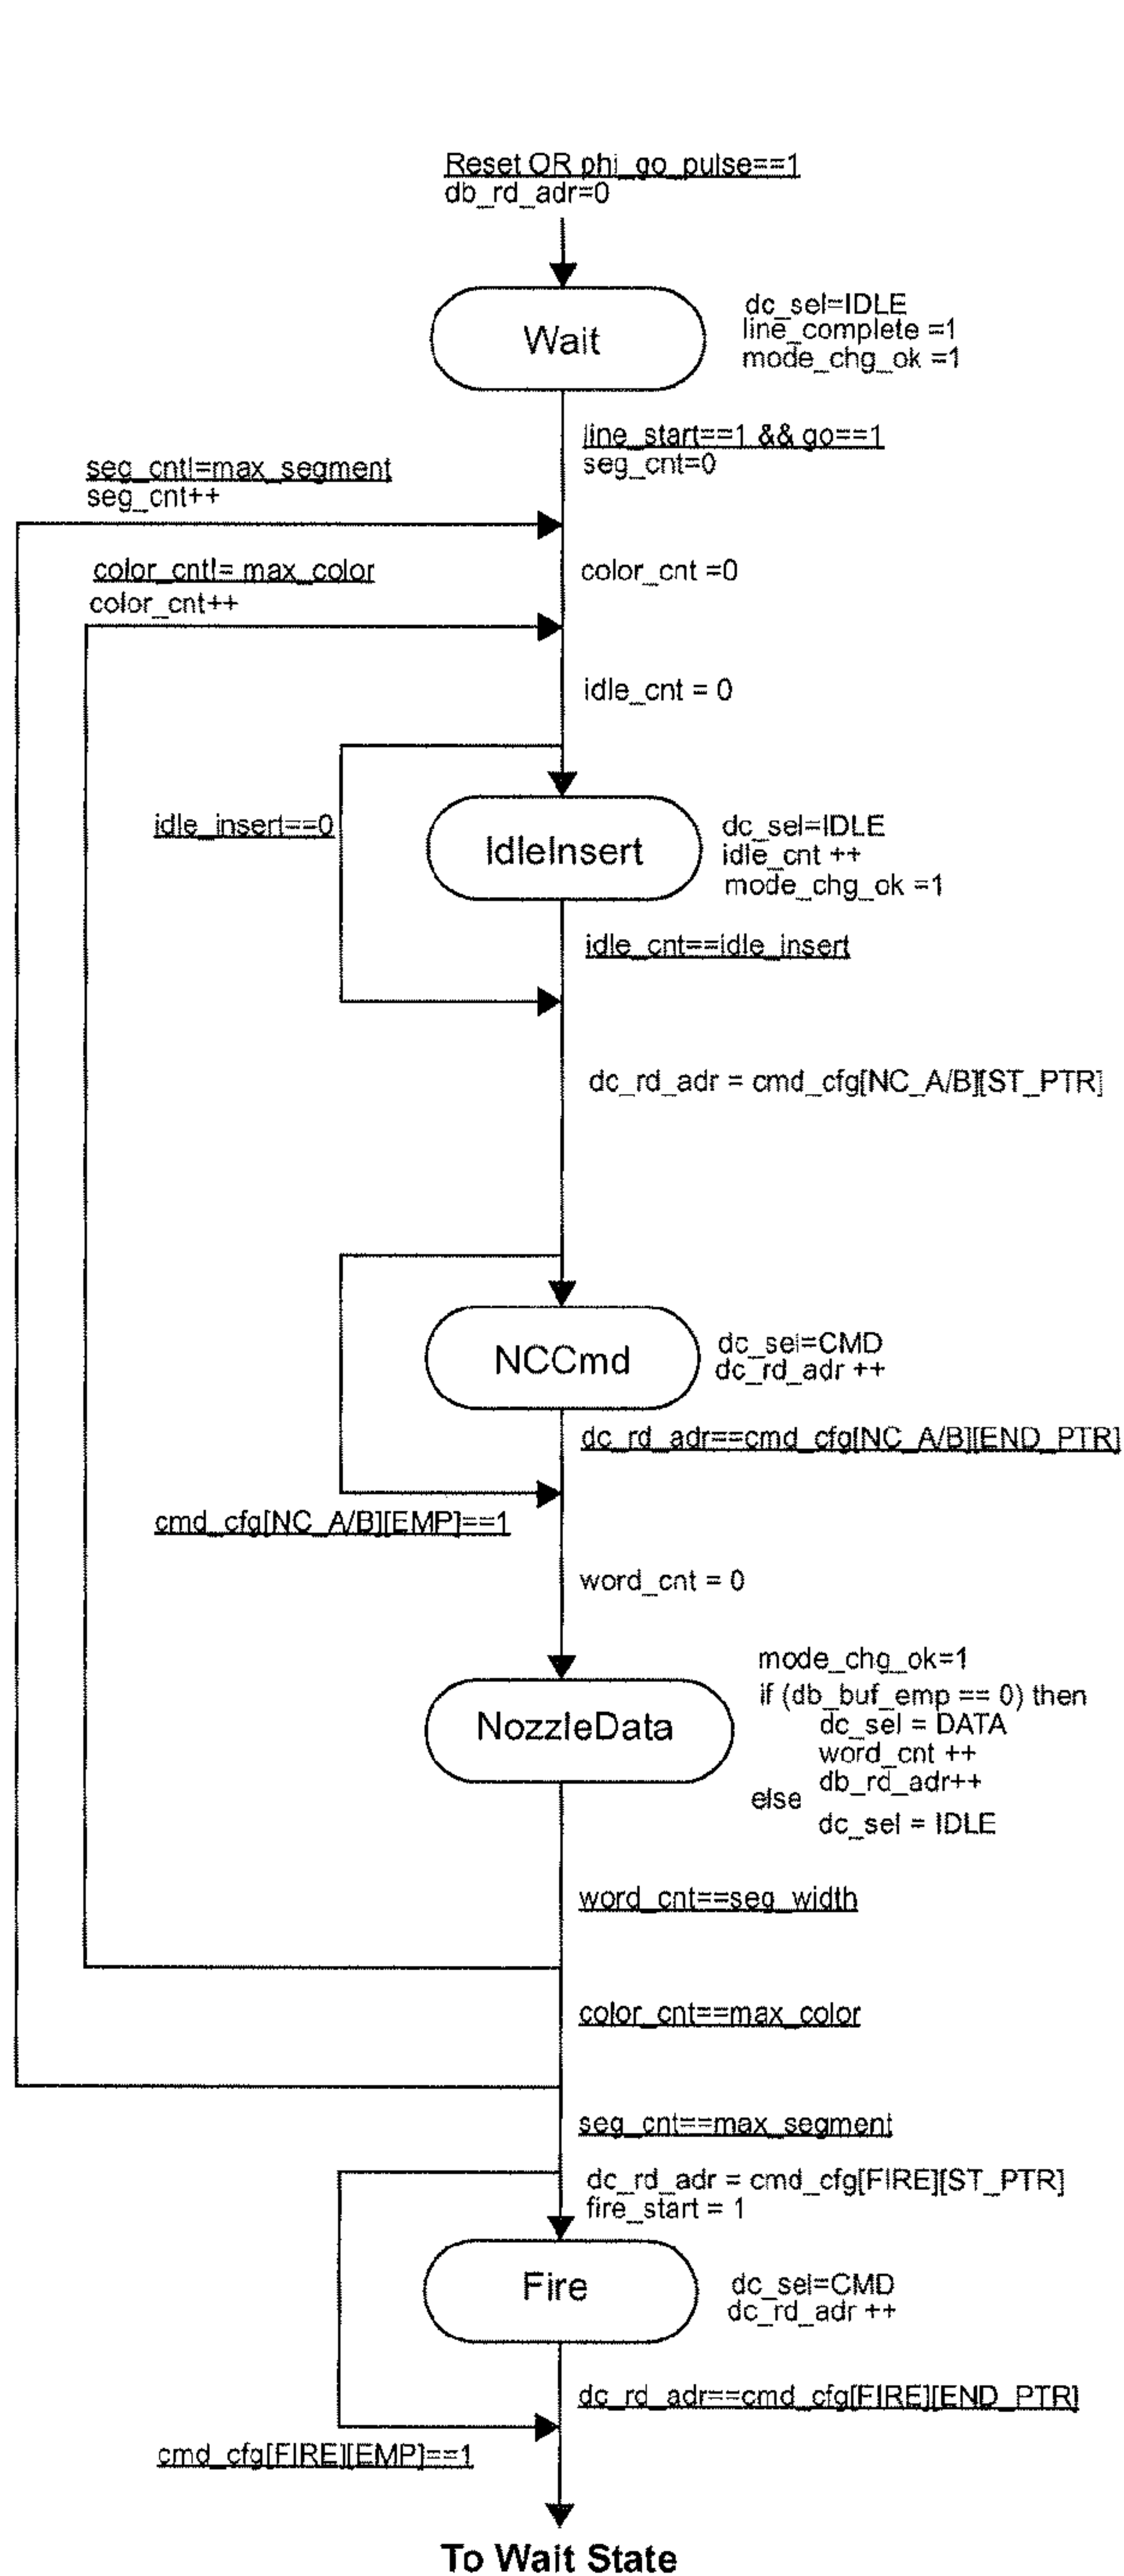 Reset OR phi_go_pulse==1
db_rd_adr=0
Wait
dc_sel=IDLE
line_complete =1
mode_chg_ok =1
line_start==1 && go==1
seg_cnt=0
seg_cnt!=max_segment
seg_cnt++
color_cnt!= max_color
color_cnt++
color_cnt =0
idle_cnt = 0
idle_insert==0
IdleInsert
dc_sel=IDLE
idle_cnt ++
mode_chg_ok =1
idle_cnt==idle_insert
dc_rd_adr = cmd_cfg[NC_A/B][ST_PTR]
NCCmd
dc_sel=CMD
dc_rd_adr ++
dc_rd_adr==cmd_cfg[NC_A/B][END_PTR]
cmd_cfg[NC_A/B][EMP]==1
word_cnt = 0
NozzleData
mode_chg_ok=1
if (db_buf_emp == 0) then
dc_sel = DATA
word_cnt ++
db_rd_adr++
else
dc_sel = IDLE
word_cnt==seg_width
color_cnt==max_color
seg_cnt==max_segment
dc_rd_adr = cmd_cfg[FIRE][ST_PTR]
fire_start = 1
Fire
dc_sel=CMD
dc_rd_adr ++
dc_rd_adr==cmd_cfg[FIRE][END_PTR]
cmd_cfg[FIRE][EMP]==1
To Wait State